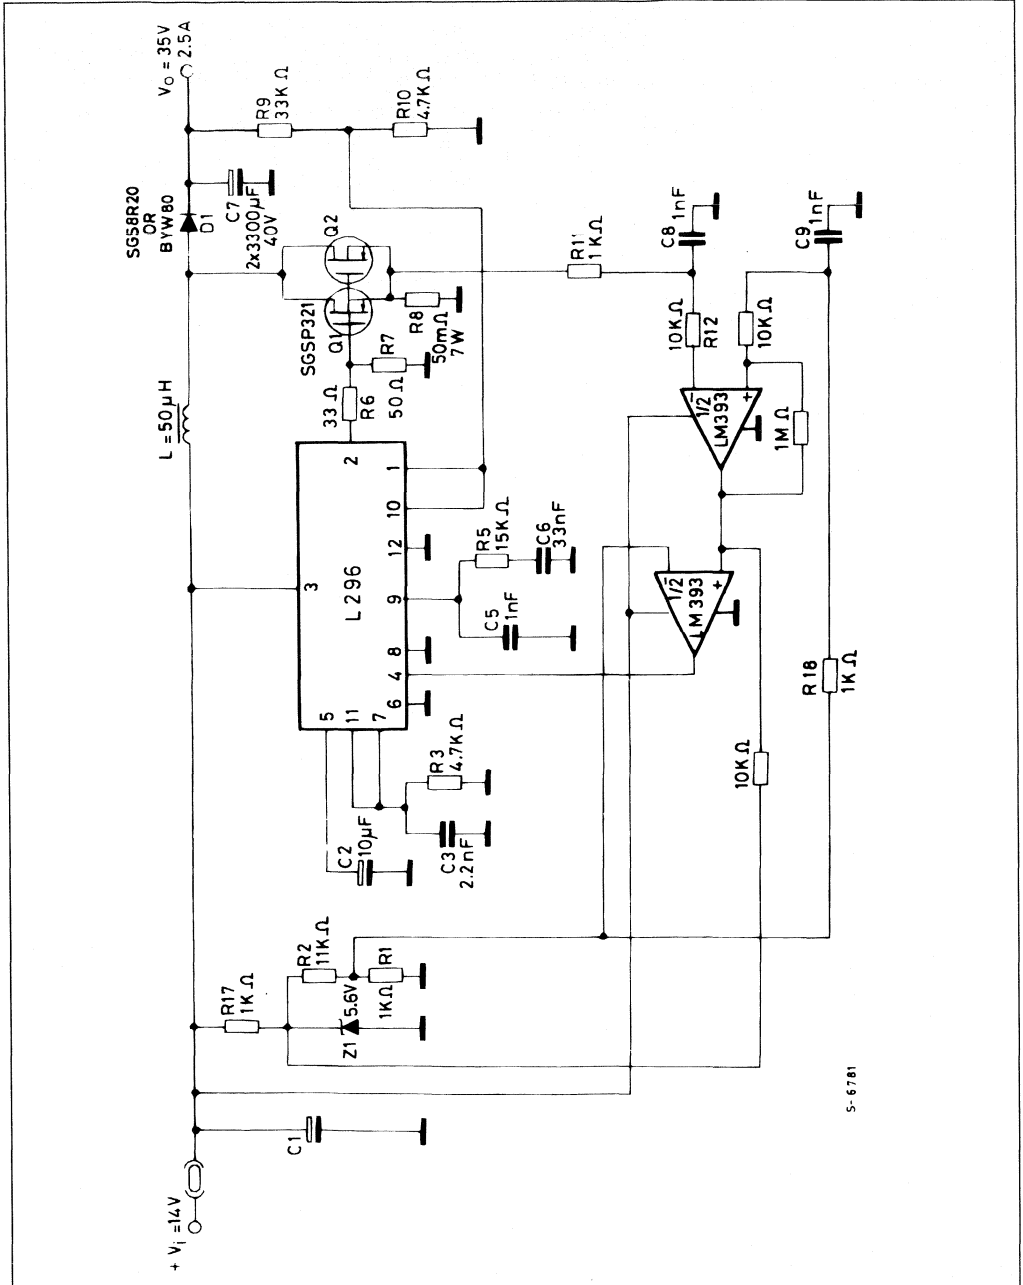 + Vi =14V
C1
R17
1KΩ
Z1
5.6V
R2
11KΩ
R1
1KΩ
C2
10µF
C3
2.2nF
R3
4.7KΩ
L296
5
11
7
6
4
8
9
12
10
1
2
3
C5
1nF
R5
15KΩ
C6
33nF
L=50µH
33 Ω
R6
R7
50Ω
SGSP321
Q1
Q2
R8
50mΩ
7W
SGS8R20
OR
BYW80
D1
C7
2x3300µF
40V
VO = 35V
2.5A
R9
33KΩ
R10
4.7KΩ
R11
1KΩ
C8
1nF
10KΩ
R12
10KΩ
C9
1nF
1/2
LM393
−
+
1MΩ
1/2
LM393
−
+
10KΩ
R18
1KΩ
S-6781